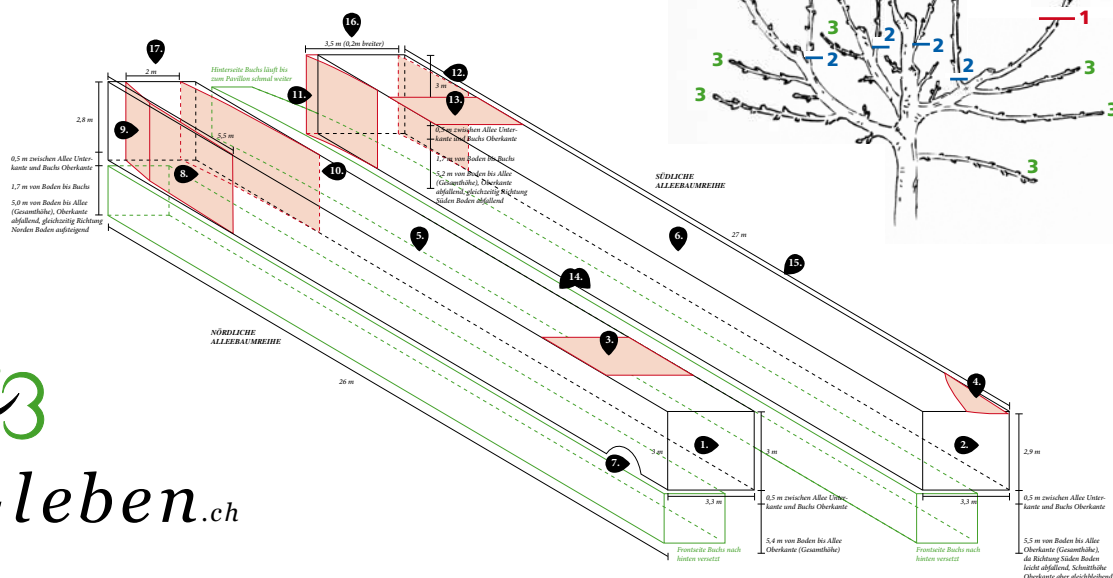 16.
3,5 m (0,2m breiter)
17.
2 m
Hinterseite Buchs läuft bis
zum Pavillon schmal weiter
12.
3 m
11.
13.
2,8 m
9.
5,5 m
0,5 m zwischen Allee Unter-
kante und Buchs Oberkante
1,7 m von Boden bis Buchs
5,2 m von Boden bis Allee
(Gesamthöhe), Oberkante
abfallend, gleichzeitig Richtung
Süden Boden abfallend
0,5 m zwischen Allee Unter-
kante und Buchs Oberkante
1,7 m von Boden bis Buchs
5,0 m von Boden bis Allee
(Gesamthöhe), Oberkante
abfallend, gleichzeitig Richtung
Norden Boden aufsteigend
8.
10.
SÜDLICHE
ALLEEBAUMREIHE
5.
6.
27 m
15.
14.
NÖRDLICHE
ALLEEBAUMREIHE
3.
26 m
4.
1.
3 m
3 m
2.
2,9 m
7.
3,3 m
3,3 m
0,5 m zwischen Allee Unter-
kante und Buchs Oberkante
5,4 m von Boden bis Allee
Oberkante (Gesamthöhe)
0,5 m zwischen Allee Unter-
kante und Buchs Oberkante
5,5 m von Boden bis Allee
Oberkante (Gesamthöhe),
da Richtung Süden Boden
leicht abfallend, Schnitthöhe
Oberkante aber gleichbleibend
Frontseite Buchs nach
hinten versetzt
Frontseite Buchs nach
hinten versetzt
leben.ch
1
3
2
2
2
2
3
3
3
3
3